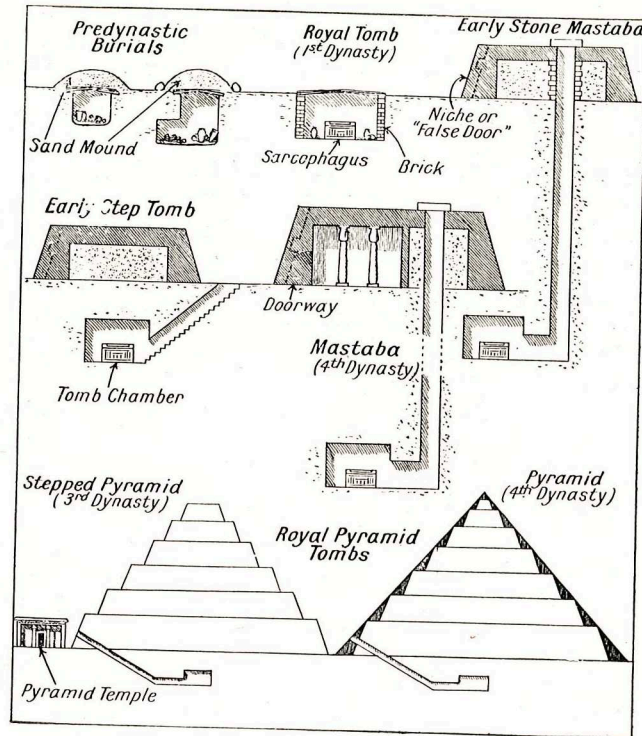 Predynastic
Burials
Royal Tomb
(1st Dynasty)
Early Stone Mastaba
Sand Mound
Sarcophagus
Brick
Niche or
"False Door"
Early Step Tomb
Doorway
Mastaba
(4th Dynasty)
Tomb Chamber
Stepped Pyramid
(3rd Dynasty)
Royal Pyramid
Tombs
Pyramid
(4th Dynasty)
Pyramid Temple